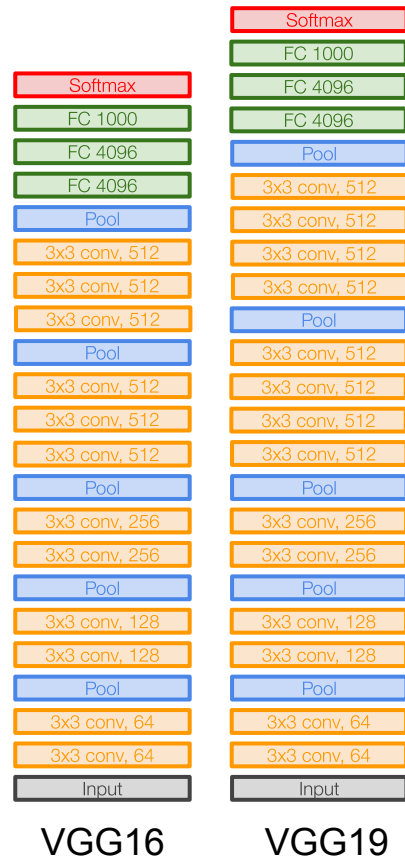 Softmax
FC 1000
FC 4096
FC 4096
Pool
3x3 conv, 512
3x3 conv, 512
3x3 conv, 512
Pool
3x3 conv, 512
3x3 conv, 512
3x3 conv, 512
Pool
3x3 conv, 256
3x3 conv, 256
Pool
3x3 conv, 128
3x3 conv, 128
Pool
3x3 conv, 64
3x3 conv, 64
Input
VGG16
Softmax
FC 1000
FC 4096
FC 4096
Pool
3x3 conv, 512
3x3 conv, 512
3x3 conv, 512
3x3 conv, 512
Pool
3x3 conv, 512
3x3 conv, 512
3x3 conv, 512
3x3 conv, 512
Pool
3x3 conv, 256
3x3 conv, 256
Pool
3x3 conv, 128
3x3 conv, 128
Pool
3x3 conv, 64
3x3 conv, 64
Input
VGG19